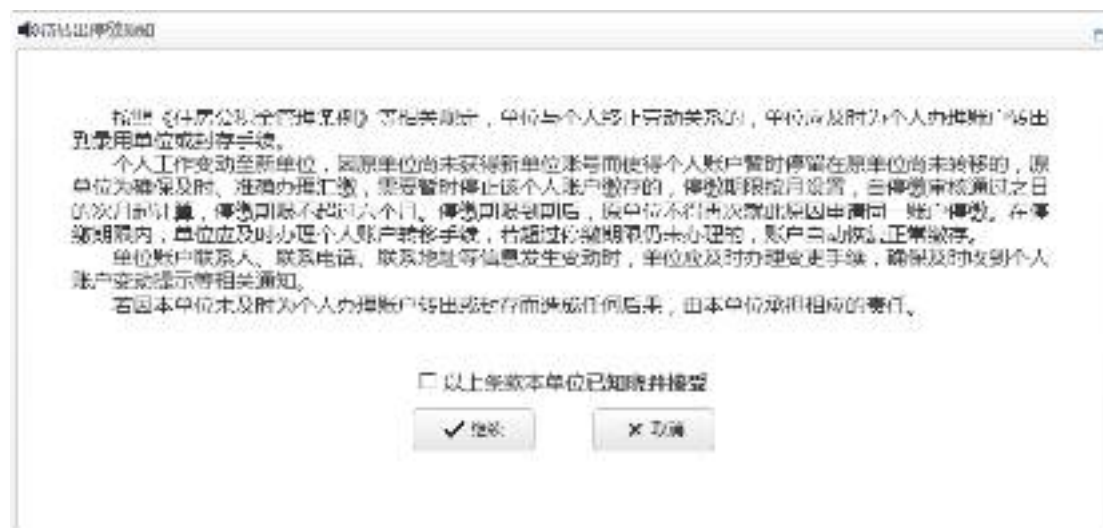 按照《住房公积金管理条例》等相关规定，单位与个人终止劳动关系的，单位应及时为个人办理账户转出
到录用单位或封存手续。
个人工作变动至新单位，因原单位尚未获得新单位账号而使得个人账户暂时停留在原单位尚未转移的，原
单位为确保及时、准确办理汇缴，需要暂时停止该个人账户缴存的，停缴期限按月设置，自停缴审核通过之日
的次月起计算，停缴期限不超过六个月。停缴期限到期后，原单位不得再次就此原因申请同一账户停缴。在停
缴期限内，单位应及时办理个人账户转移手续，若超过停缴期限仍未办理的，账户自动恢复正常缴存。
单位账户联系人、联系电话、联系地址等信息发生变动时，单位应及时办理变更手续，确保及时收到个人
账户变动提示等相关通知。
若因本单位未及时为个人办理账户转出或封存而造成任何后果，由本单位承担相应的责任。
以上条款本单位已知晓并接受
继续
取消